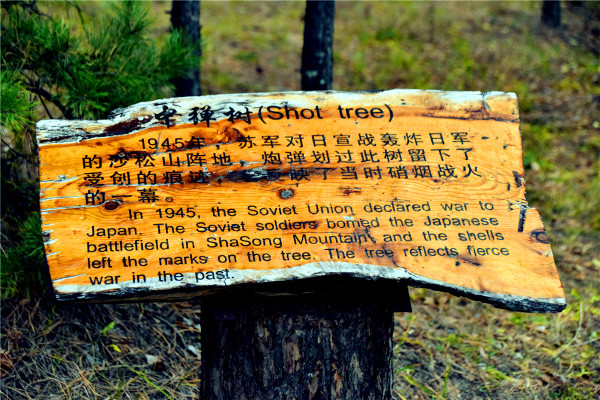 弹树(Shot tree)
1945年，苏军对日宣战轰炸日军
的沙松山阵地，炮弹划过此树留下了
受创的痕迹，反映了当时硝烟战火
的一幕。
In 1945, the Soviet Union declared war to
Japan. The Soviet soldiers bomed the Japanese
battlefield in ShaSong Mountain, and the shells
left the marks on the tree. The tree reflects fierce
war in the past.